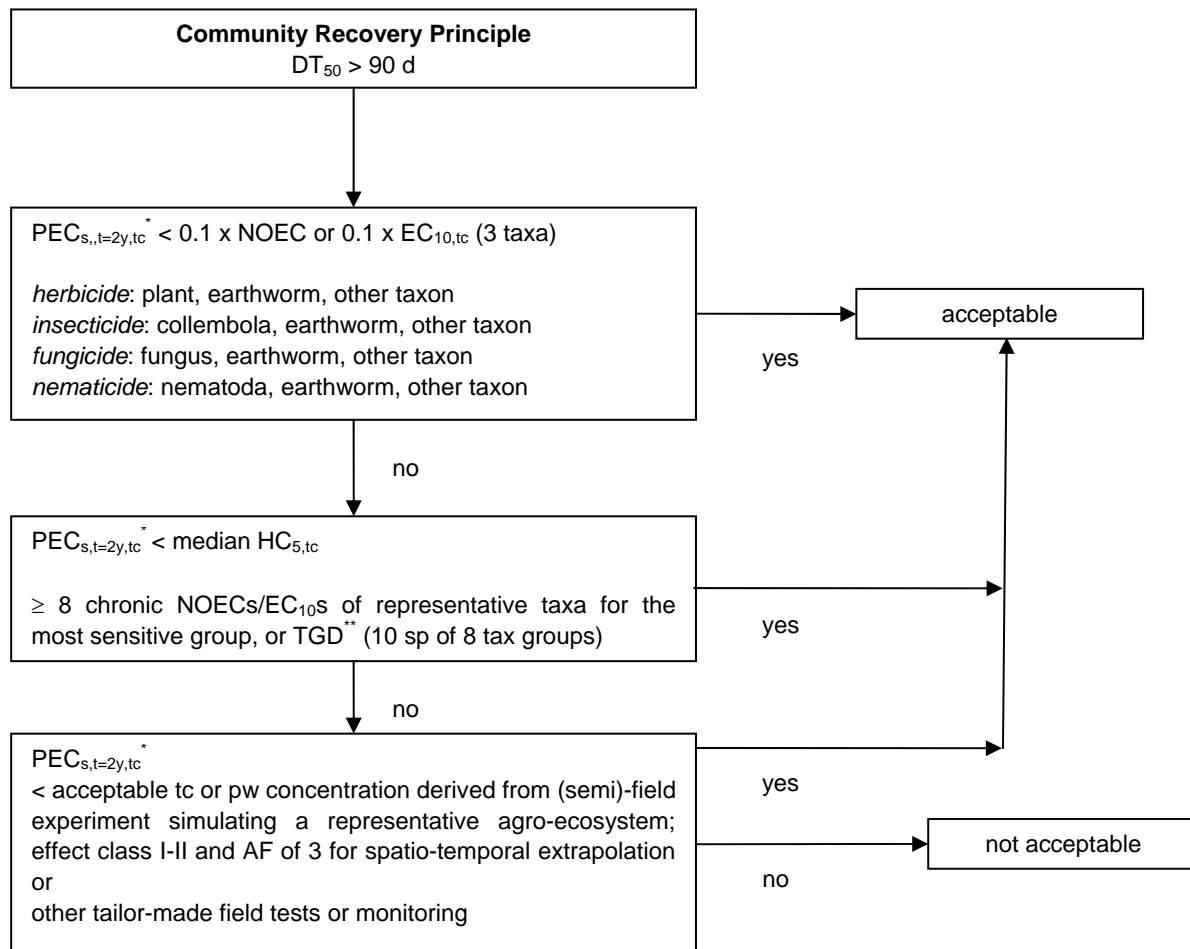 Community Recovery Principle
DT50 > 90 d
PECs,,t=2y,tc* < 0.1 x NOEC or 0.1 x EC10,tc (3 taxa)
herbicide: plant, earthworm, other taxon
insecticide: collembola, earthworm, other taxon
fungicide: fungus, earthworm, other taxon
nematicide: nematoda, earthworm, other taxon
acceptable
yes
no
PECs,t=2y,tc* < median HC5,tc
≥ 8 chronic NOECs/EC10s of representative taxa for the
most sensitive group, or TGD** (10 sp of 8 tax groups)
yes
no
PECs,t=2y,tc*
< acceptable tc or pw concentration derived from (semi)-field
experiment simulating a representative agro-ecosystem;
effect class I-II and AF of 3 for spatio-temporal extrapolation
or
other tailor-made field tests or monitoring
yes
not acceptable
no